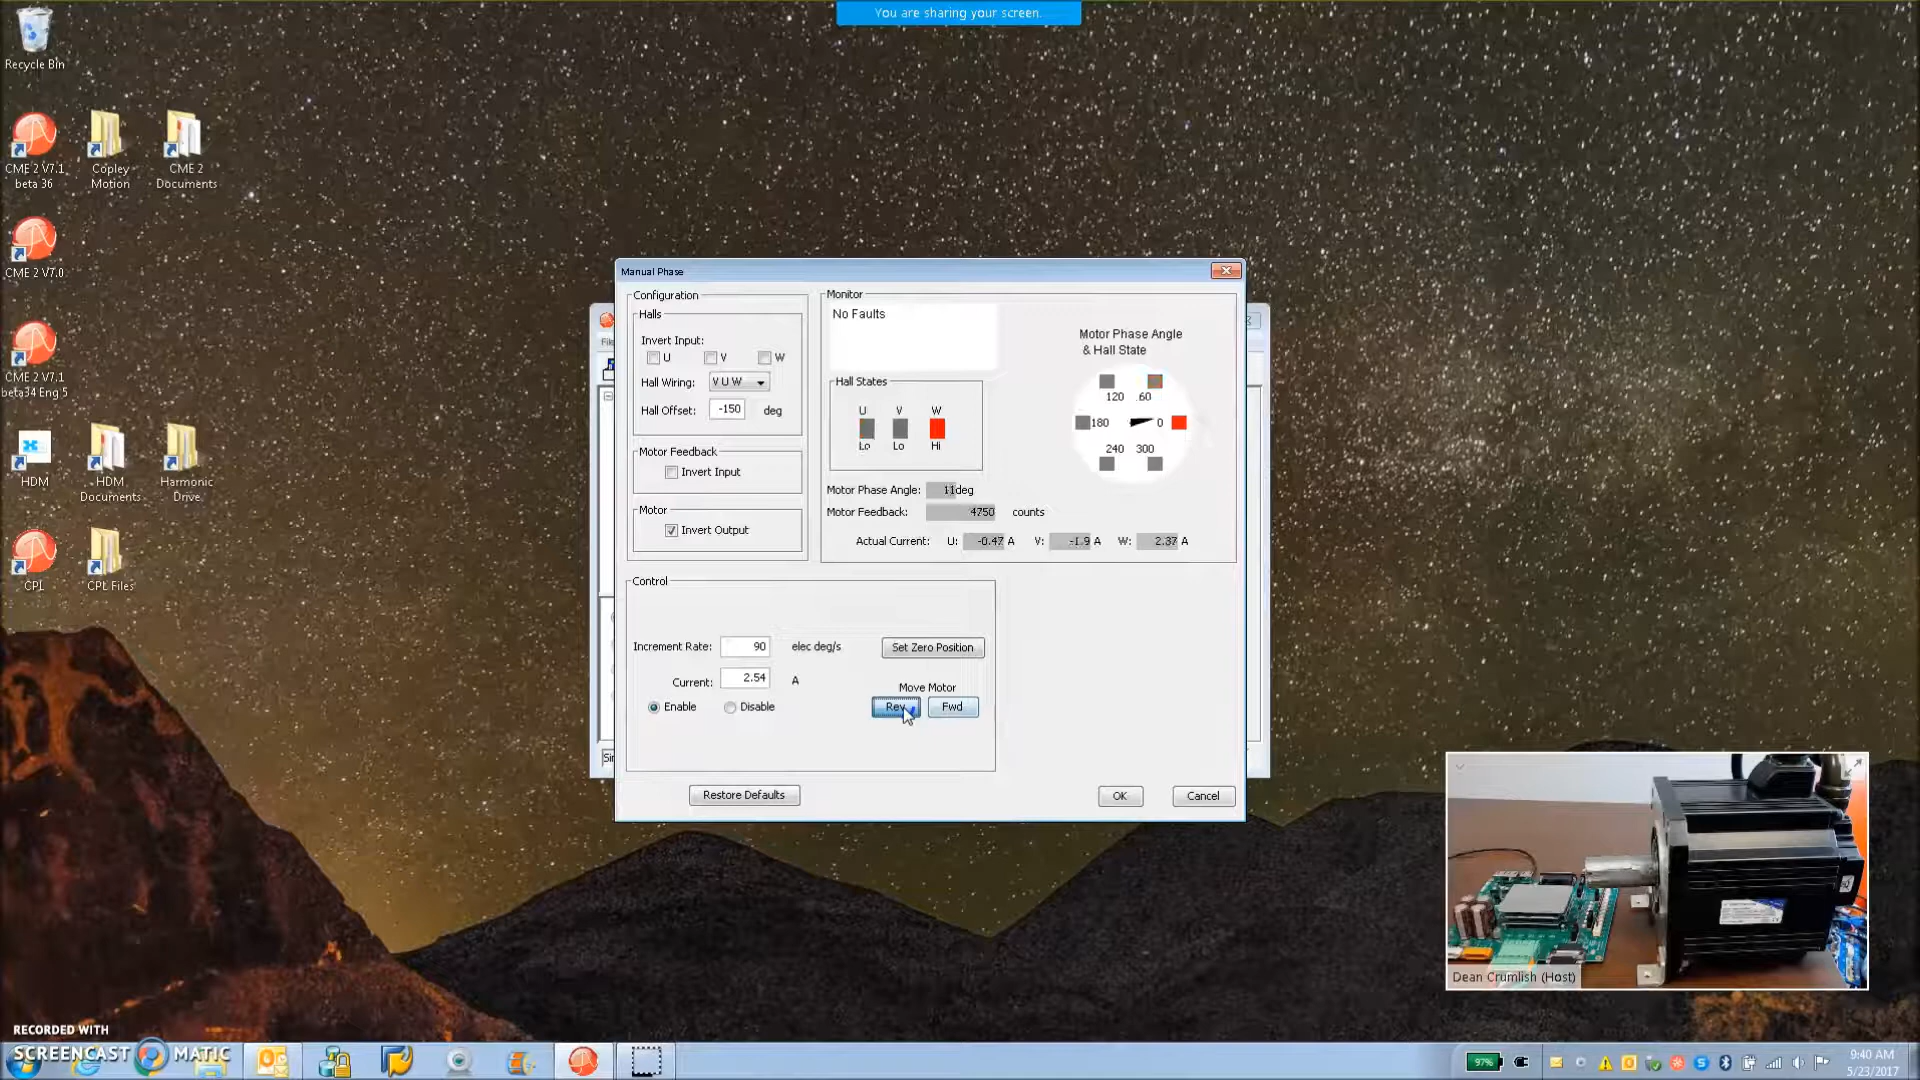 You are sharing your screen.
Recycle Bin
CME 2 V7.1
beta 36
Copley
Motion
CME 2
Documents
CME 2 V7.0
CME 2 V7.1
beta34 Eng 5
HDM
HDM
Documents
Harmonic
Drive
CPL
CPL Files
Manual Phase
Configuration
Halls
Invert Input:
U V W
Hall Wiring: V U W
Hall Offset: -150 deg
Motor Feedback
Invert Input
Motor
Invert Output
Monitor
No Faults
Hall States
U V W
Lo Lo Hi
Motor Phase Angle
& Hall State
120 60
180 0
240 300
Motor Phase Angle: 11 deg
Motor Feedback: 4750 counts
Actual Current: U: -0.47 A V: -1.9 A W: 2.37 A
Control
Increment Rate: 90 elec deg/s
Set Zero Position
Current: 2.54 A
Move Motor
Enable Disable
Rev Fwd
Restore Defaults
OK
Cancel
Dean Crumlish (Host)
RECORDED WITH
SCREENCAST MATIC
97%
9:40 AM
5/23/2017